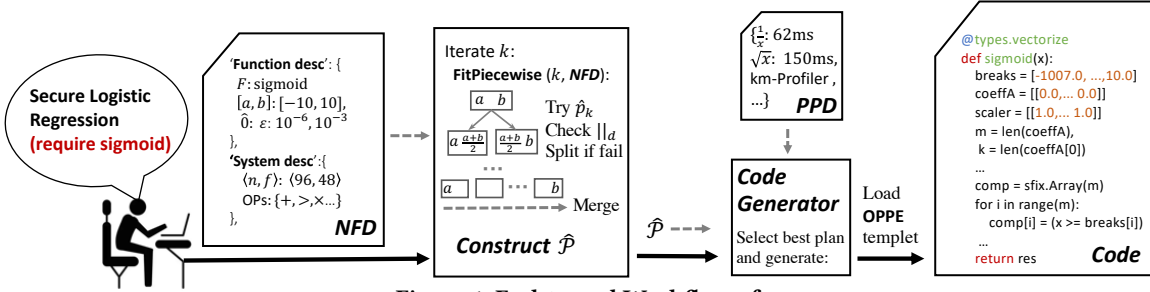 Secure Logistic
Regression
(require sigmoid)
'Function desc': {
F: sigmoid
[a, b]: [−10, 10],
0̂: ε: 10⁻⁶, 10⁻³
},
'System desc':{
⟨n, f⟩: ⟨96, 48⟩
OPs: {+, >,×...}
},
NFD
Iterate k:
FitPiecewise (k, NFD):
a b
Try p̂ₖ
Check ||_d
Split if fail
a (a+b)/2 (a+b)/2 b
...
a ... b
Merge
Construct 𝒫̂
𝒫̂
{1/x: 62ms
√x: 150ms,
km-Profiler ,
...}
PPD
Code
Generator
Select best plan
and generate:
Load
OPPE
templet
@types.vectorize
def sigmoid(x):
breaks = [-1007.0, ...,10.0]
coeffA = [[0.0,... 0.0]]
scaler = [[1.0,... 1.0]]
m = len(coeffA),
k = len(coeffA[0])
...
comp = sfix.Array(m)
for i in range(m):
comp[i] = (x >= breaks[i])
...
return res
Code